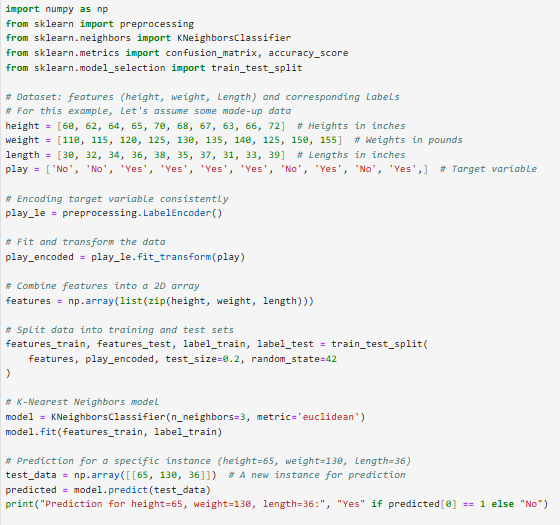 import numpy as np
from sklearn import preprocessing
from sklearn.neighbors import KNeighborsClassifier
from sklearn.metrics import confusion_matrix, accuracy_score
from sklearn.model_selection import train_test_split

# Dataset: features (height, weight, length) and corresponding labels
# For this example, let's assume some made-up data
height = [60, 62, 64, 65, 70, 68, 67, 63, 66, 72]  # Heights in inches
weight = [110, 115, 120, 125, 130, 135, 140, 125, 150, 155]  # Weights in pounds
length = [30, 32, 34, 36, 38, 35, 37, 31, 33, 39]  # Lengths in inches
play = ['No', 'No', 'Yes', 'Yes', 'Yes', 'Yes', 'No', 'Yes', 'No', 'Yes',]  # Target variable

# Encoding target variable consistently
play_le = preprocessing.LabelEncoder()

# Fit and transform the data
play_encoded = play_le.fit_transform(play)

# Combine features into a 2D array
features = np.array(list(zip(height, weight, length)))

# Split data into training and test sets
features_train, features_test, label_train, label_test = train_test_split(
    features, play_encoded, test_size=0.2, random_state=42
)

# K-Nearest Neighbors model
model = KNeighborsClassifier(n_neighbors=3, metric='euclidean')
model.fit(features_train, label_train)

# Prediction for a specific instance (height=65, weight=130, length=36)
test_data = np.array([[65, 130, 36]])  # A new instance for prediction
predicted = model.predict(test_data)
print("Prediction for height=65, weight=130, length=36:", "Yes" if predicted[0] == 1 else "No")